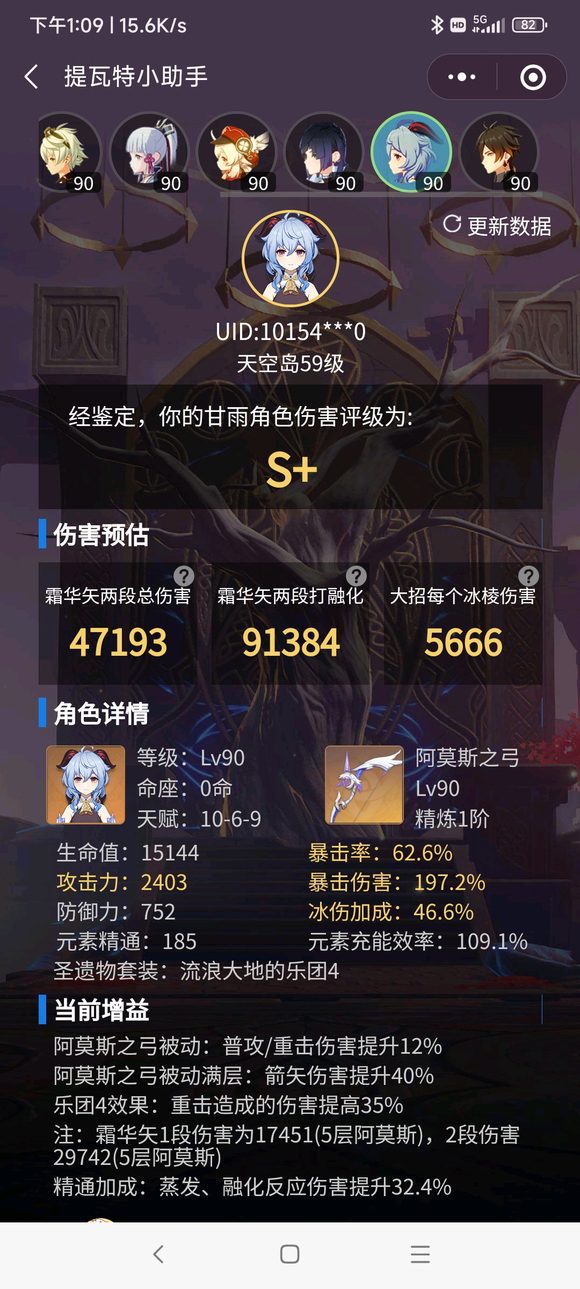 下午1:09 | 15.6K/s
HD 5G 82
提瓦特小助手
90 90 90 90 90 90
更新数据
UID:10154***0
天空岛59级
经鉴定，你的甘雨角色伤害评级为:
S+
伤害预估
霜华矢两段总伤害 ? 霜华矢两段打融化 ? 大招每个冰棱伤害 ?
47193 91384 5666
角色详情
等级：Lv90 阿莫斯之弓
命座：0命 Lv90
天赋：10-6-9 精炼1阶
生命值：15144 暴击率：62.6%
攻击力：2403 暴击伤害：197.2%
防御力：752 冰伤加成：46.6%
元素精通：185 元素充能效率：109.1%
圣遗物套装：流浪大地的乐团4
当前增益
阿莫斯之弓被动：普攻/重击伤害提升12%
阿莫斯之弓被动满层：箭矢伤害提升40%
乐团4效果：重击造成的伤害提高35%
注：霜华矢1段伤害为17451(5层阿莫斯)，2段伤害
29742(5层阿莫斯)
精通加成：蒸发、融化反应伤害提升32.4%